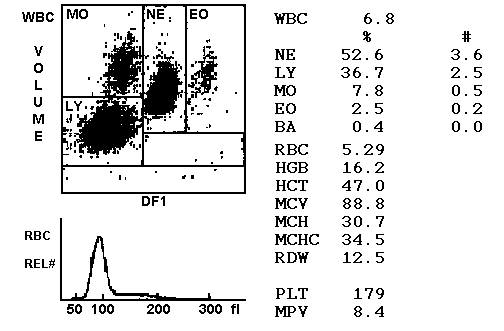 WBC
VOLUME
MO NE EO
LY
DF1
RBC
REL#
50 100 200 300 fl
WBC 6.8
% #
NE 52.6 3.6
LY 36.7 2.5
MO 7.8 0.5
EO 2.5 0.2
BA 0.4 0.0
RBC 5.29
HGB 16.2
HCT 47.0
MCV 88.8
MCH 30.7
MCHC 34.5
RDW 12.5
PLT 179
MPV 8.4